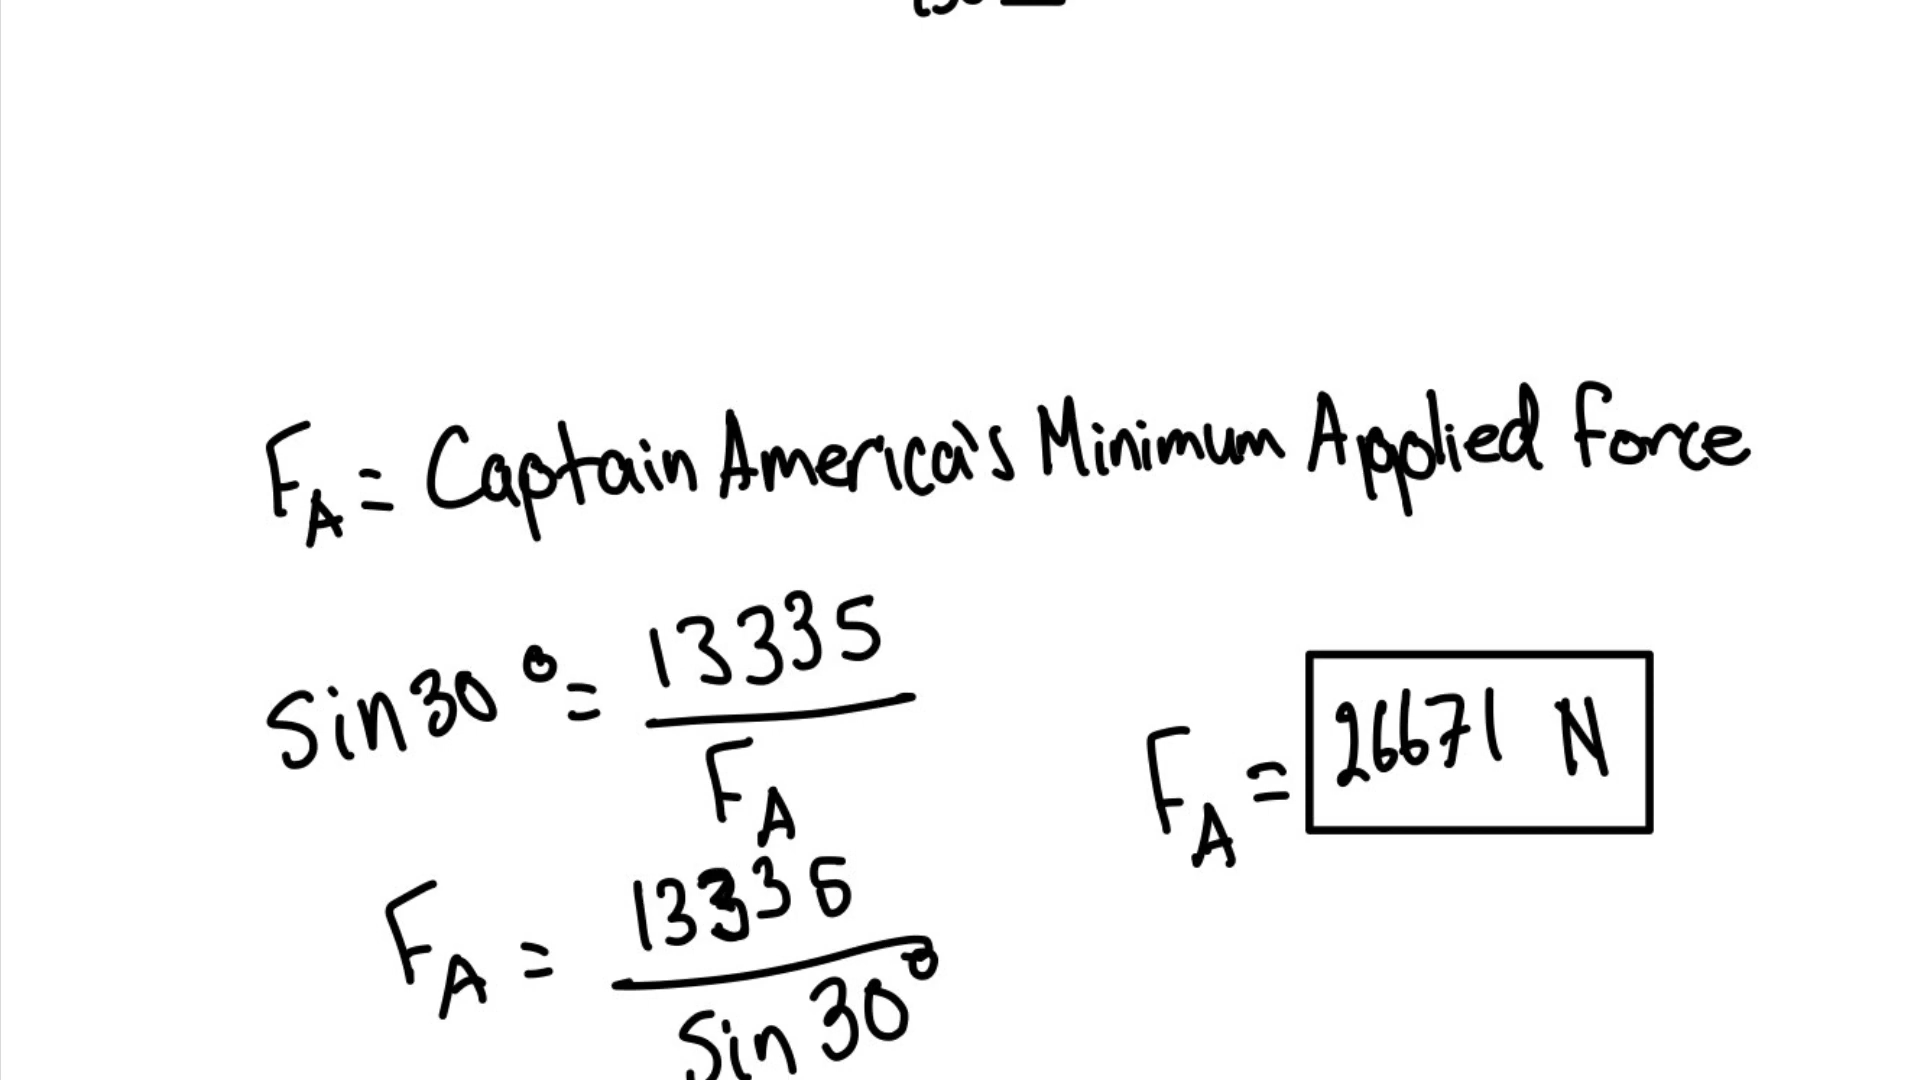 F_A = Captain America's Minimum Applied Force
Sin 30° = 13335 / F_A
F_A = 26671 N
F_A = 13335 / Sin 30°